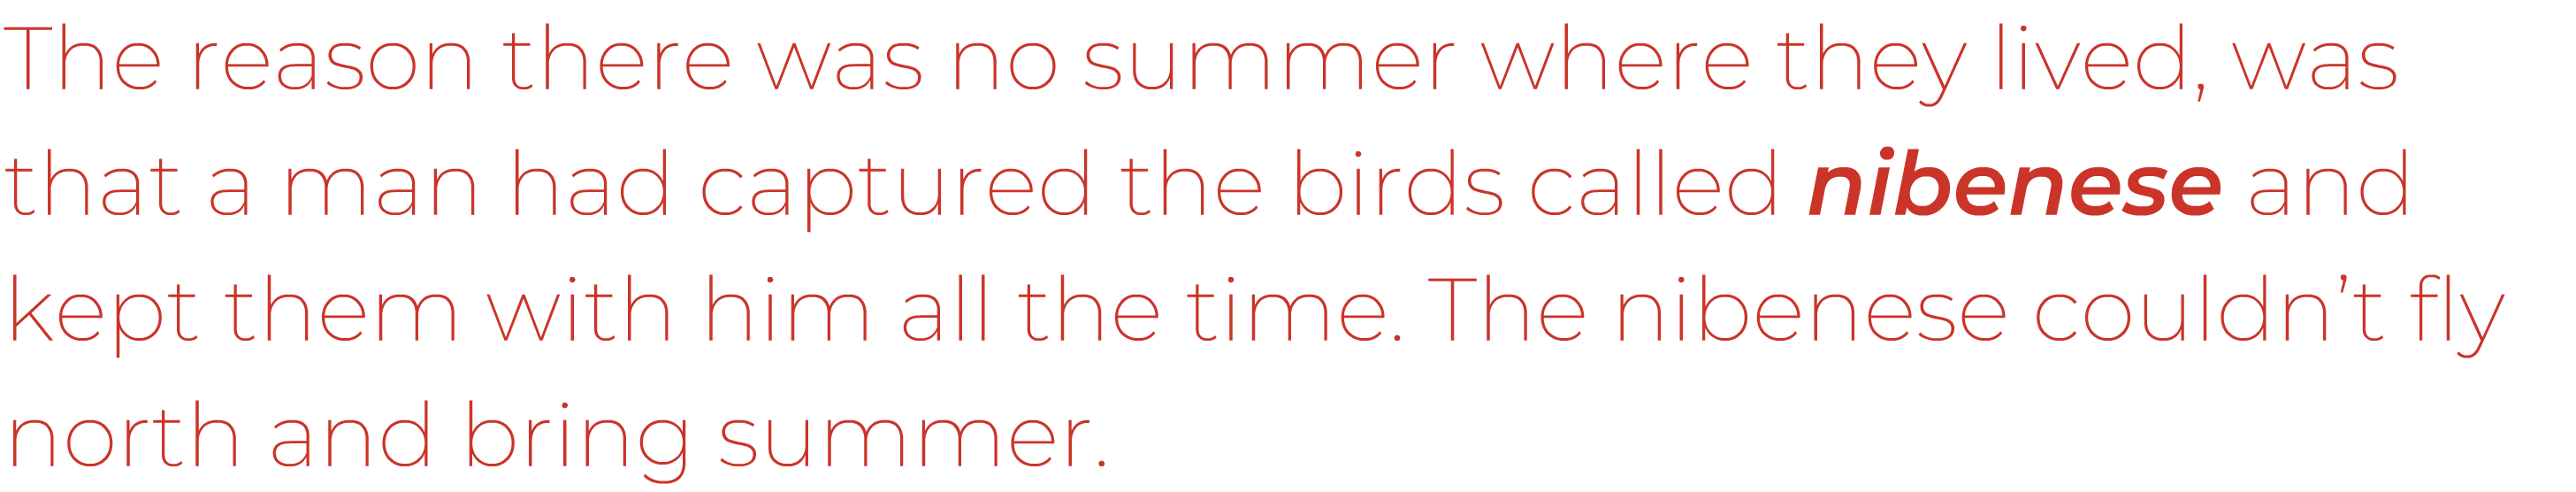 The reason there was no summer where they lived, was
that a man had captured the birds called nibenese and
kept them with him all the time. The nibenese couldn’t fly
north and bring summer.